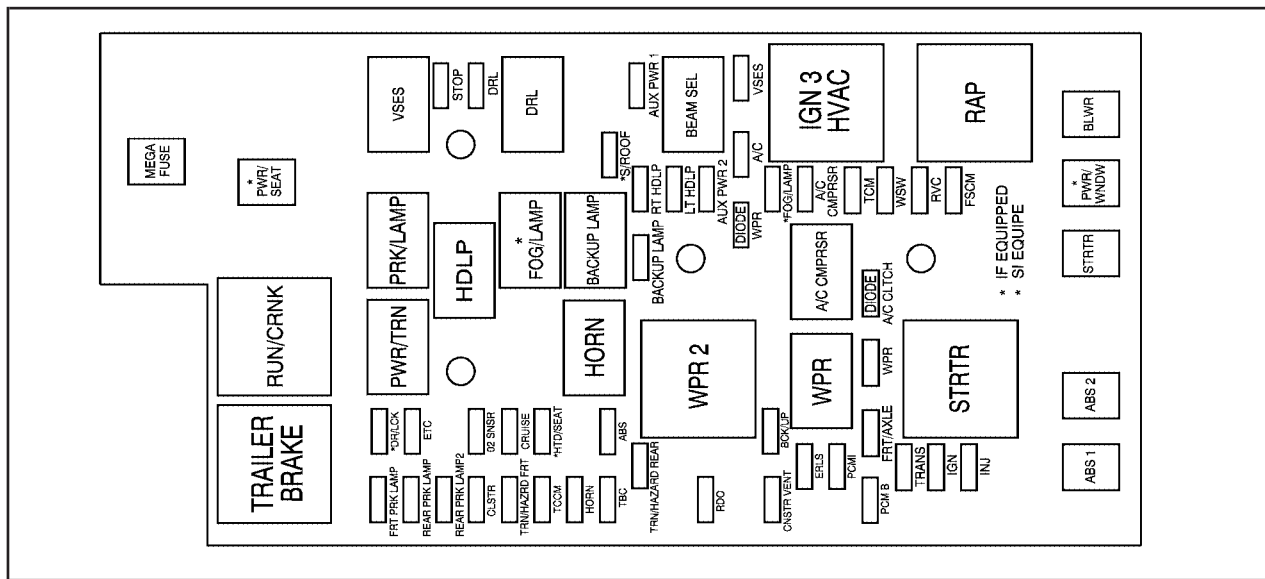 MEGA
FUSE
*
PWR/
SEAT
RUN/CRNK
TRAILER
BRAKE
VSES
STOP
DRL
DRL
PRK/LAMP
HDLP
*
FOG/LAMP
BACKUP LAMP
PWR/TRN
HORN
*DR/LCK
ETC
02 SNSR
CRUISE
*HTD/SEAT
ABS
FRT PRK LAMP
REAR PRK LAMP
REAR PRK LAMP2
CLSTR
TRN/HAZRD FRT
TCCM
HORN
TBC
TRN/HAZARD REAR
*S/ROOF
AUX PWR 1
BEAM SEL
VSES
A/C
RT HDLP
LT HDLP
AUX PWR 2
BACKUP LAMP
DIODE
WPR
IGN 3
HVAC
RAP
*FOG/LAMP
A/C
CMPRSR
TCM
WSW
RVC
FSCM
A/C CMPRSR
DIODE
A/C CLTCH
* IF EQUIPPED
* SI EQUIPE
WPR 2
WPR
WPR
STRTR
BCK/UP
FRT/AXLE
RDC
CNSTR VENT
ERLS
PCMI
PCM B
TRANS
IGN
INJ
BLWR
*
PWR/
WNDW
STRTR
ABS 2
ABS 1